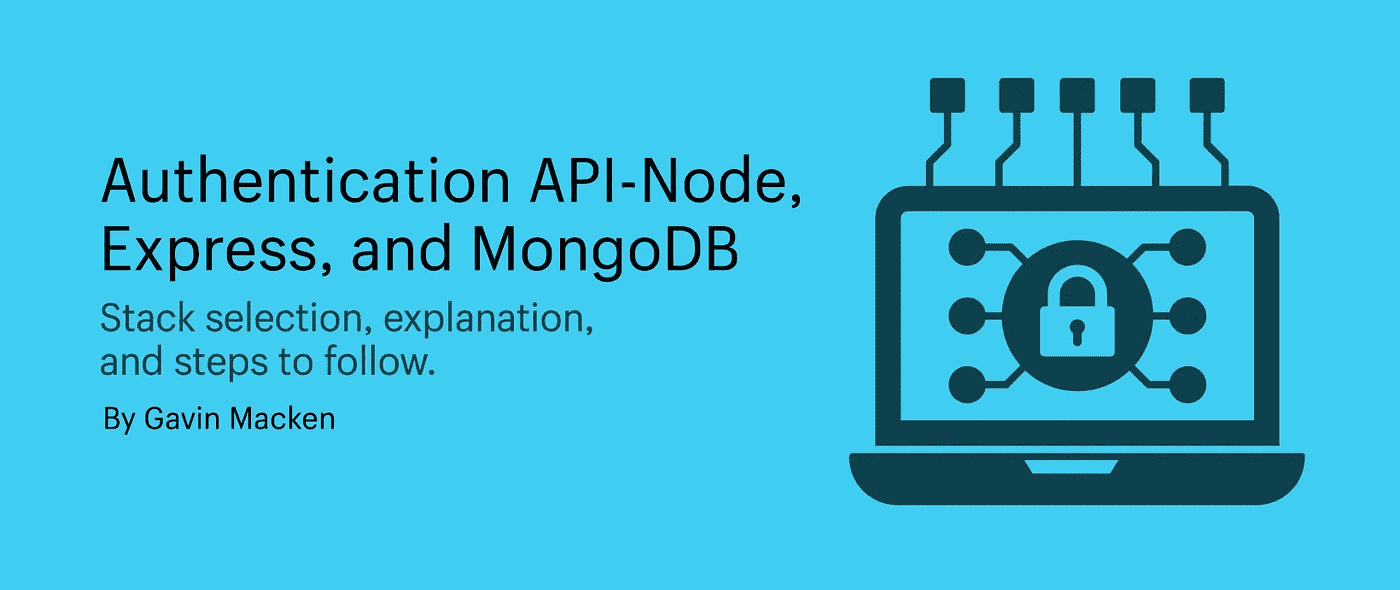 Authentication API-Node,
Express, and MongoDB
Stack selection, explanation,
and steps to follow.
By Gavin Macken